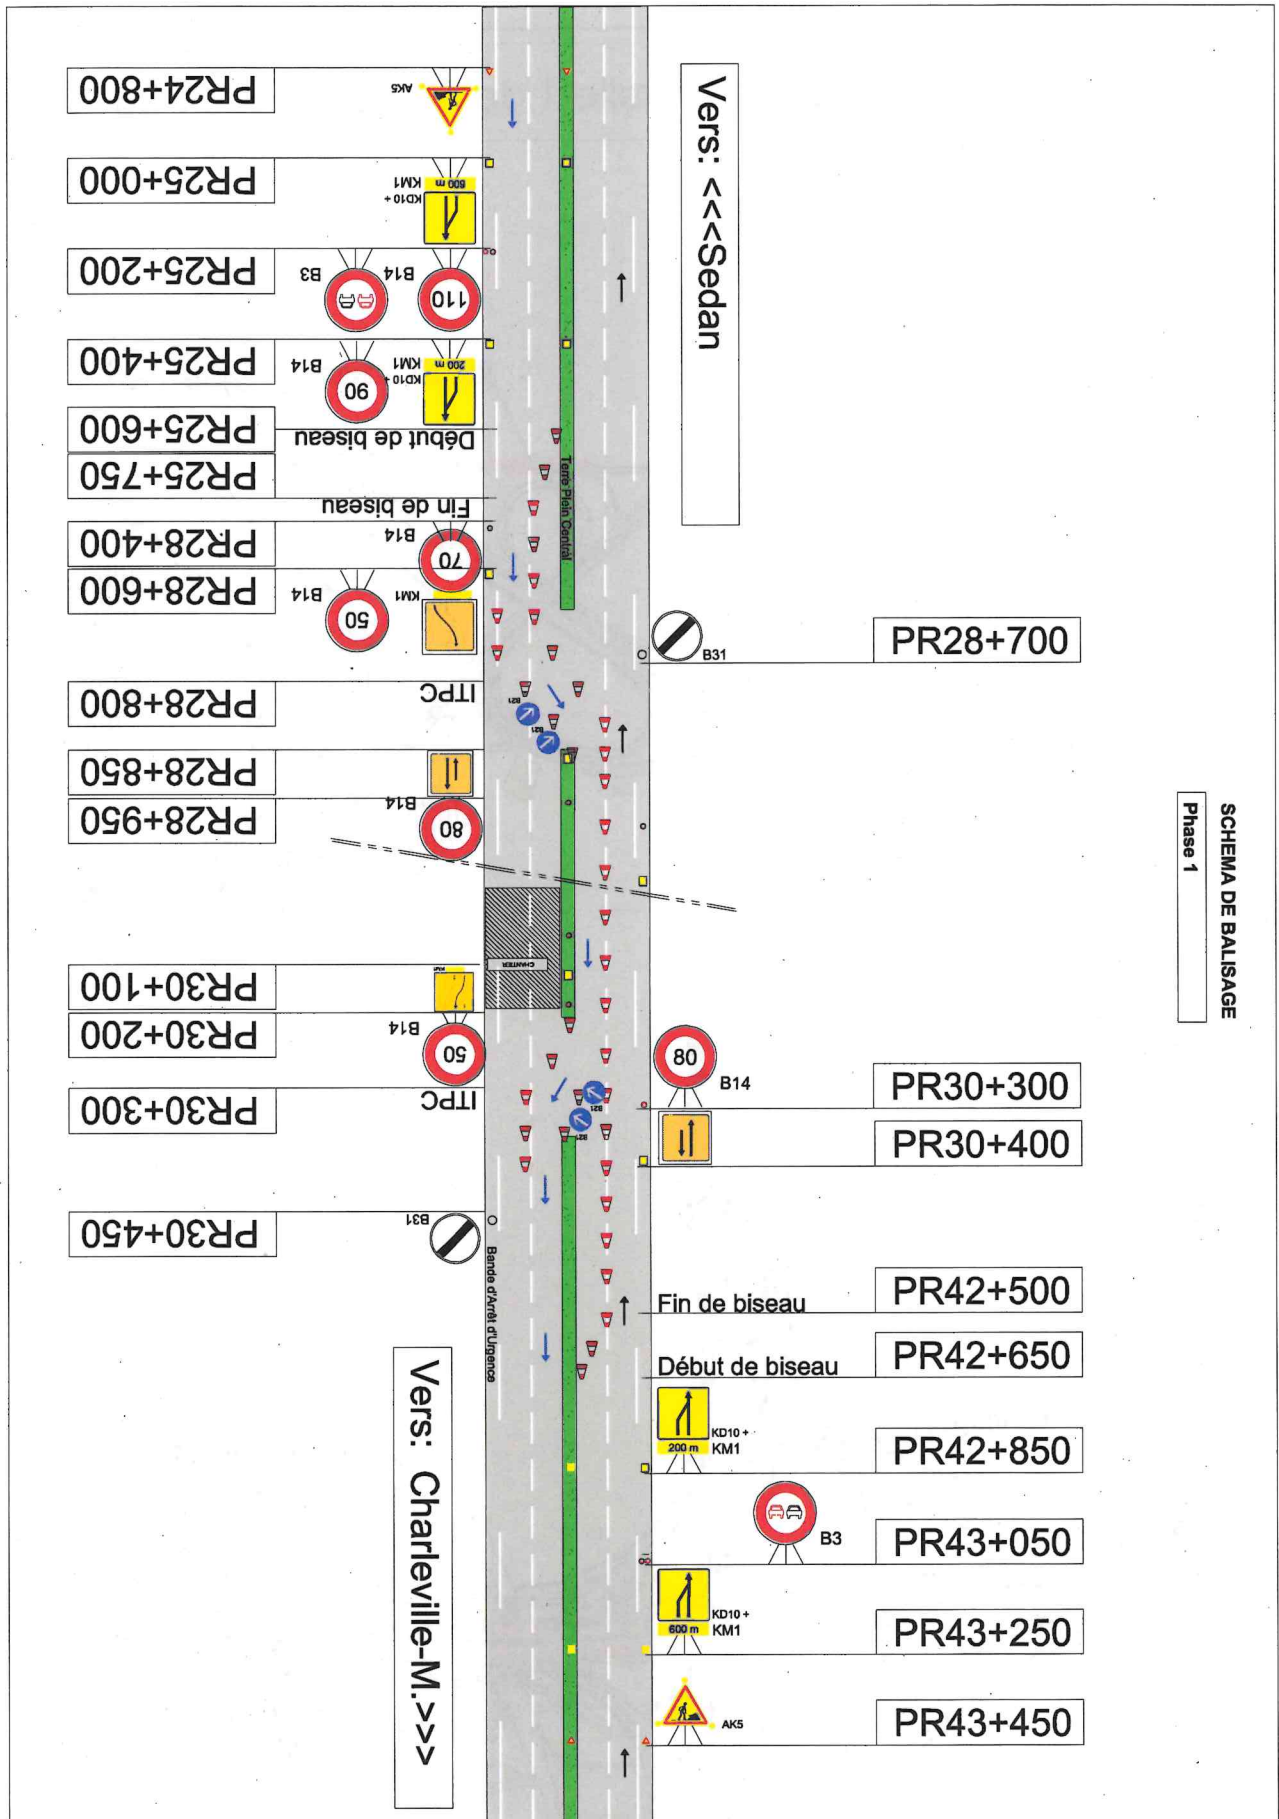 SCHEMA DE BALISAGE
Phase 1
Vers: <<<Sedan
Vers: Charleville-M.>>>
PR24+800
AK5
PR25+000
KD10 +
KM1
600 m
PR25+200
B14
110
B3
PR25+400
KD10 +
KM1
200 m
B14
90
PR25+600
Début de biseau
PR25+750
Fin de biseau
PR28+400
B14
70
PR28+600
KM1
B14
50
PR28+800
ITPC
B21
B21
PR28+850
PR28+950
B14
80
CHANTIER
PR30+100
KM1
PR30+200
B14
50
PR30+300
ITPC
B21
B21
PR30+450
B31
Terre Plein Central
Bande d'Arrêt d'Urgence
B31
PR28+700
80
B14
PR30+300
PR30+400
Fin de biseau
PR42+500
Début de biseau
PR42+650
KD10 +
200 m
KM1
PR42+850
B3
PR43+050
KD10 +
600 m
KM1
PR43+250
AK5
PR43+450